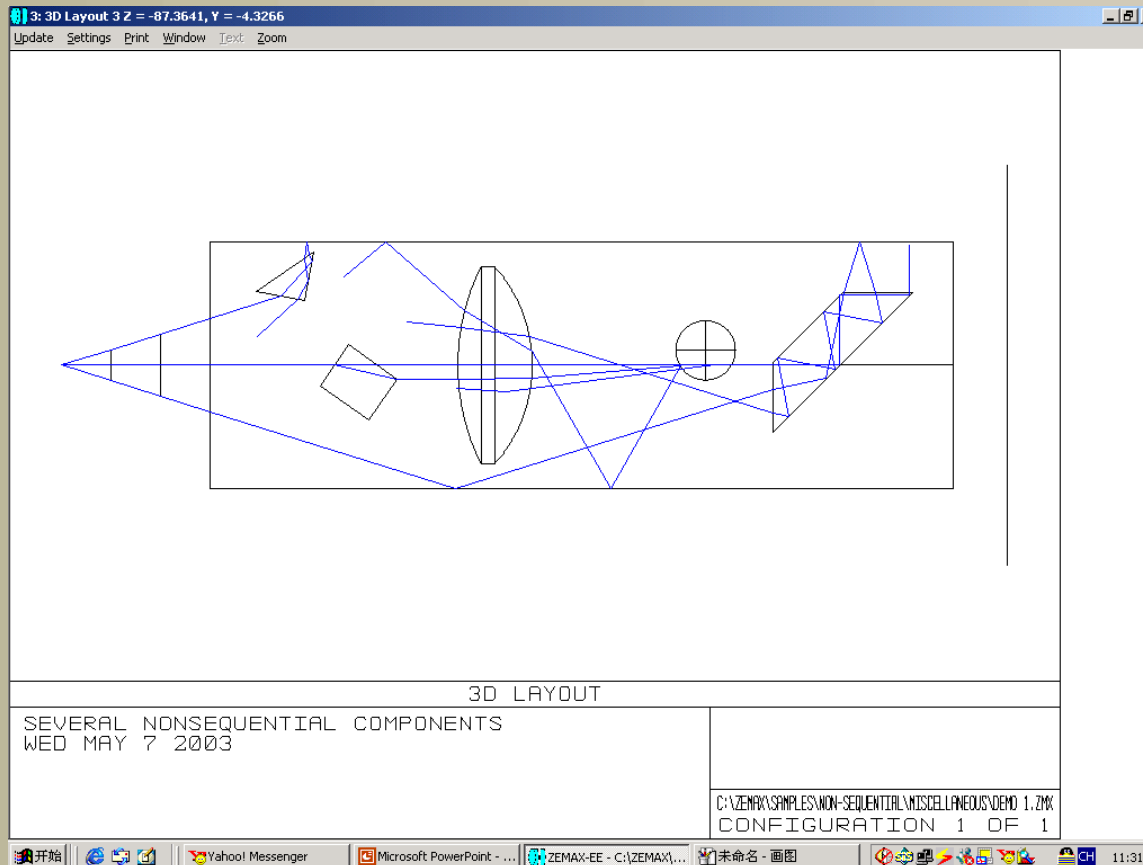 3: 3D Layout 3 Z = -87.3641, Y = -4.3266
Update Settings Print Window Text Zoom
3D LAYOUT
SEVERAL NONSEQUENTIAL COMPONENTS
WED MAY 7 2003
C:\ZEMAX\SAMPLES\NON-SEQUENTIAL\MISCELLANEOUS\DEMO 1.ZMX
CONFIGURATION 1 OF 1
开始 Yahoo! Messenger Microsoft PowerPoint - ... ZEMAX-EE - C:\ZEMAX\... 未命名 - 画图 CH 11:31